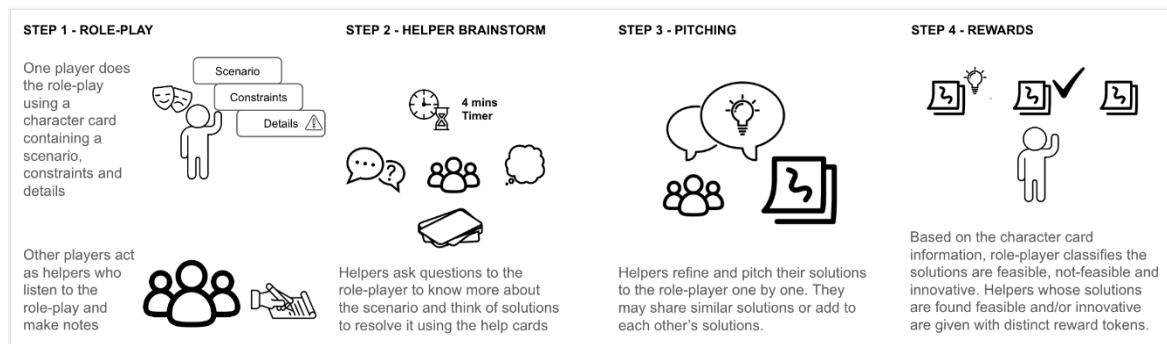 STEP 1 - ROLE-PLAY
One player does
the role-play
using a
character card
containing a
scenario,
constraints and
details
Scenario
Constraints
Details
Other players act
as helpers who
listen to the
role-play and
make notes
STEP 2 - HELPER BRAINSTORM
4 mins
Timer
?
Helpers ask questions to the
role-player to know more about
the scenario and think of solutions
to resolve it using the help cards
STEP 3 - PITCHING
Helpers refine and pitch their solutions
to the role-player one by one. They
may share similar solutions or add to
each other's solutions.
STEP 4 - REWARDS
Based on the character card
information, role-player classifies the
solutions are feasible, not-feasible and
innovative. Helpers whose solutions
are found feasible and/or innovative
are given with distinct reward tokens.